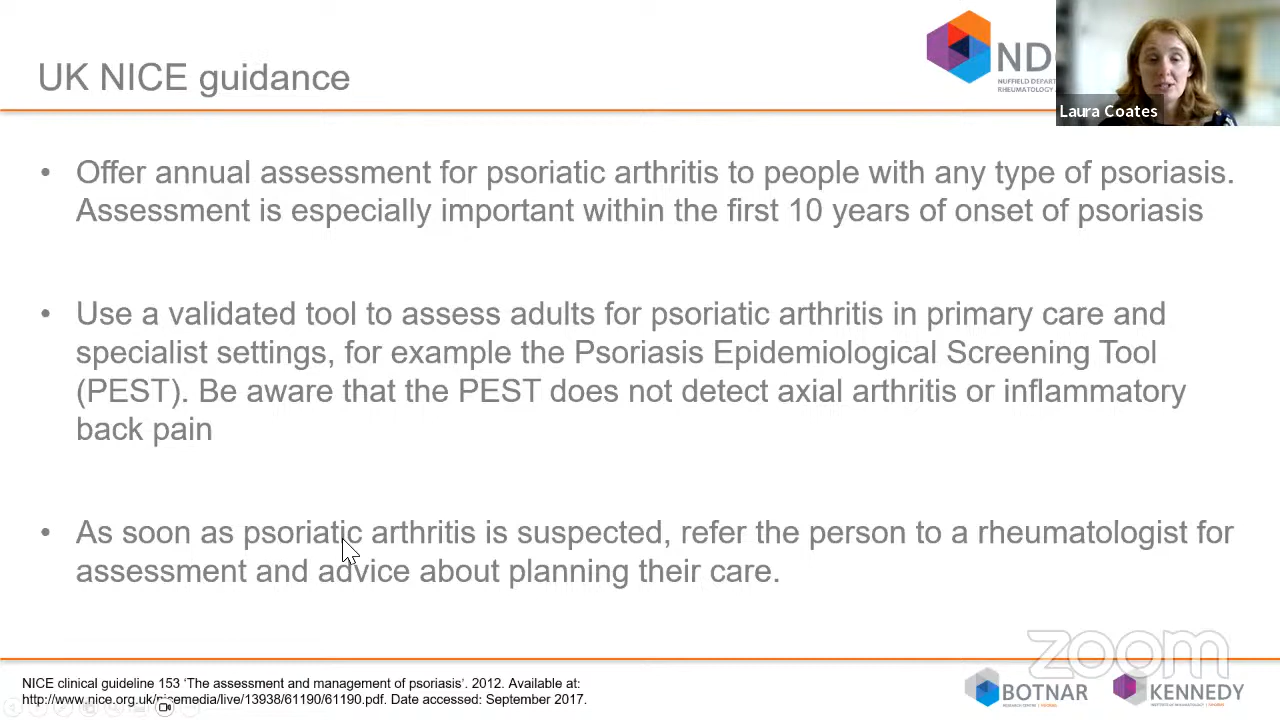 UK NICE guidance
NUFFIELD DEPAR
RHEUMATOLOGY
Laura Coates
• Offer annual assessment for psoriatic arthritis to people with any type of psoriasis.
Assessment is especially important within the first 10 years of onset of psoriasis
• Use a validated tool to assess adults for psoriatic arthritis in primary care and
specialist settings, for example the Psoriasis Epidemiological Screening Tool
(PEST). Be aware that the PEST does not detect axial arthritis or inflammatory
back pain
• As soon as psoriatic arthritis is suspected, refer the person to a rheumatologist for
assessment and advice about planning their care.
zoom
NICE clinical guideline 153 'The assessment and management of psoriasis'. 2012. Available at:
http://www.nice.org.uk/nicemedia/live/13938/61190/61190.pdf. Date accessed: September 2017.
BOTNAR
KENNEDY